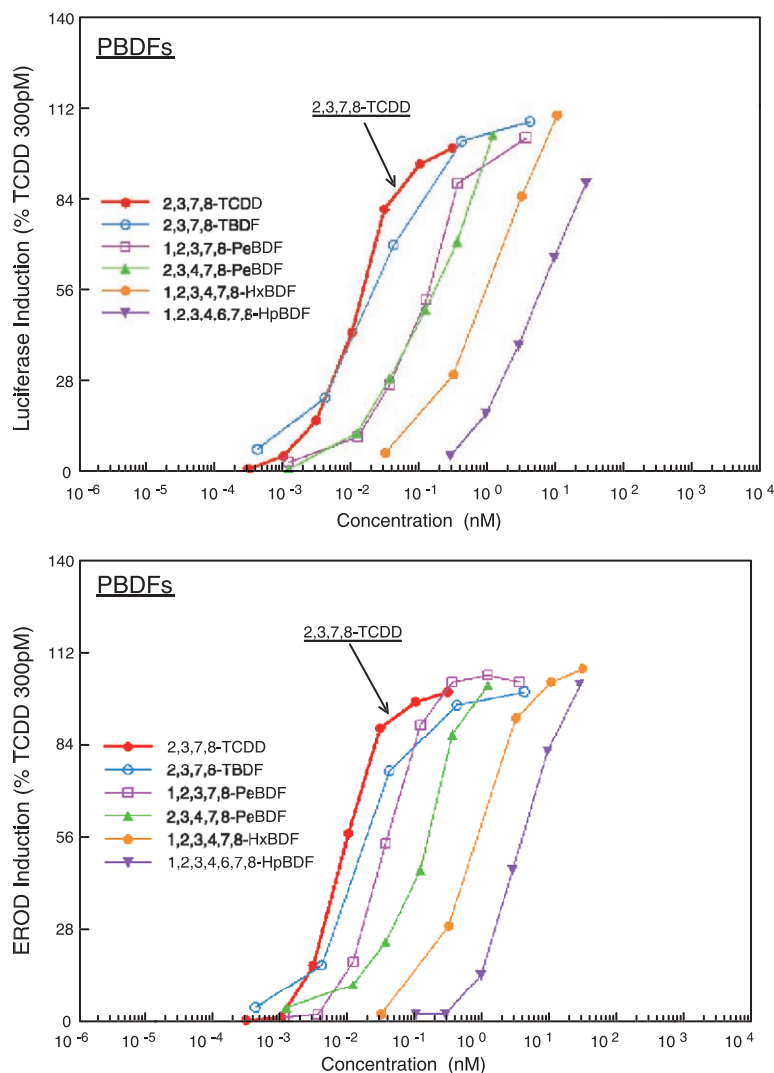 140
PBDFs
112
2,3,7,8-TCDD
84
2,3,7,8-TCDD
2,3,7,8-TBDF
1,2,3,7,8-PeBDF
2,3,4,7,8-PeBDF
1,2,3,4,7,8-HxBDF
1,2,3,4,6,7,8-HpBDF
56
28
0
Luciferase Induction (% TCDD 300pM)
10⁻⁶ 10⁻⁵ 10⁻⁴ 10⁻³ 10⁻² 10⁻¹ 10⁰ 10¹ 10² 10³ 10⁴
Concentration (nM)
140
PBDFs
112
2,3,7,8-TCDD
84
2,3,7,8-TCDD
2,3,7,8-TBDF
1,2,3,7,8-PeBDF
2,3,4,7,8-PeBDF
1,2,3,4,7,8-HxBDF
1,2,3,4,6,7,8-HpBDF
56
28
0
EROD Induction (% TCDD 300pM)
10⁻⁶ 10⁻⁵ 10⁻⁴ 10⁻³ 10⁻² 10⁻¹ 10⁰ 10¹ 10² 10³ 10⁴
Concentration (nM)